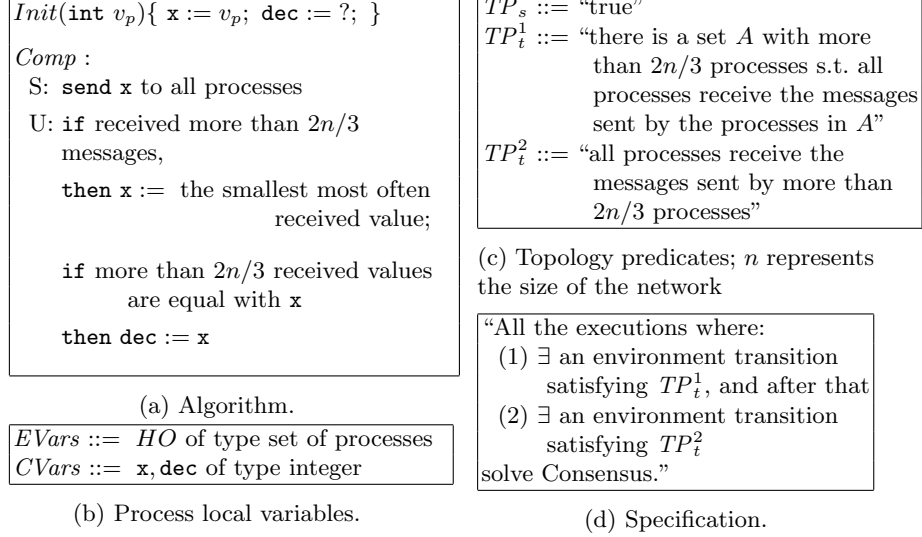 Init(int v_p){ x := v_p; dec := ?; }
Comp :
S: send x to all processes
U: if received more than 2n/3
messages,
then x := the smallest most often
received value;
if more than 2n/3 received values
are equal with x
then dec := x
(a) Algorithm.
EVars ::= HO of type set of processes
CVars ::= x, dec of type integer
(b) Process local variables.
TP_s ::= “true”
TP_t^1 ::= “there is a set A with more
than 2n/3 processes s.t. all
processes receive the messages
sent by the processes in A”
TP_t^2 ::= “all processes receive the
messages sent by more than
2n/3 processes”
(c) Topology predicates; n represents
the size of the network
“All the executions where:
(1) ∃ an environment transition
satisfying TP_t^1, and after that
(2) ∃ an environment transition
satisfying TP_t^2
solve Consensus.”
(d) Specification.